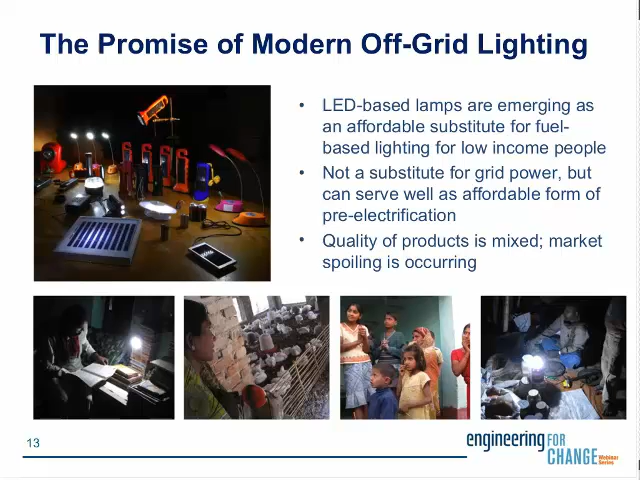 The Promise of Modern Off-Grid Lighting
• LED-based lamps are emerging as
an affordable substitute for fuel-
based lighting for low income people
• Not a substitute for grid power, but
can serve well as affordable form of
pre-electrification
• Quality of products is mixed; market
spoiling is occurring
13
engineering FOR
CHANGE Webinar
Series